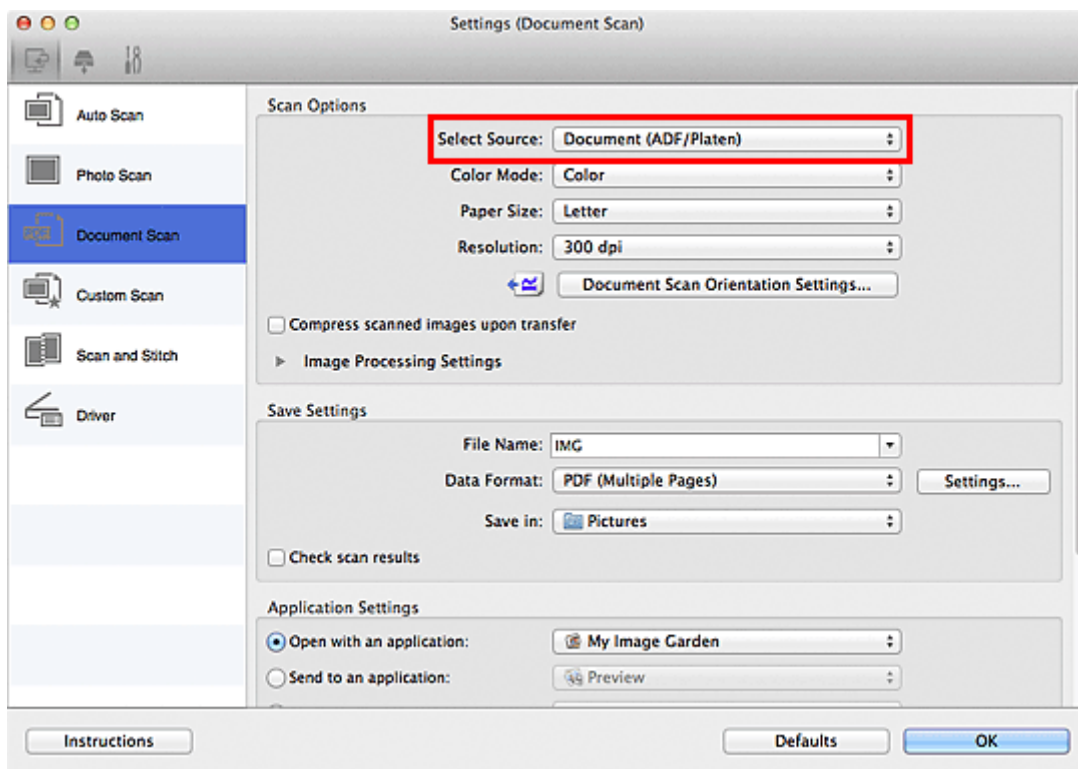 Settings (Document Scan)
Auto Scan
Photo Scan
Document Scan
Custom Scan
Scan and Stitch
Driver
Scan Options
Select Source: Document (ADF/Platen)
Color Mode: Color
Paper Size: Letter
Resolution: 300 dpi
Document Scan Orientation Settings...
Compress scanned images upon transfer
Image Processing Settings
Save Settings
File Name: IMG
Data Format: PDF (Multiple Pages) Settings...
Save in: Pictures
Check scan results
Application Settings
Open with an application: My Image Garden
Send to an application: Preview
Instructions Defaults OK